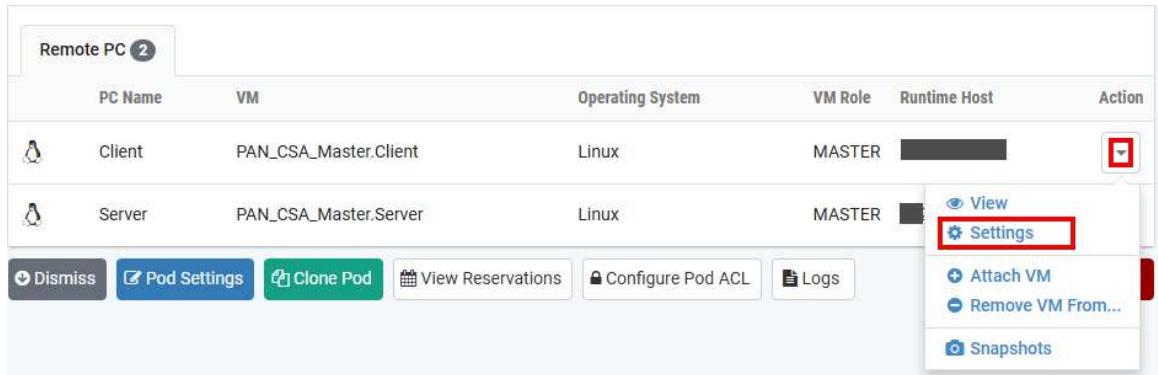 Remote PC 2
PC Name VM Operating System VM Role Runtime Host Action
Client PAN_CSA_Master.Client Linux MASTER
Server PAN_CSA_Master.Server Linux MASTER
View
Settings
Attach VM
Remove VM From...
Snapshots
Dismiss Pod Settings Clone Pod View Reservations Configure Pod ACL Logs